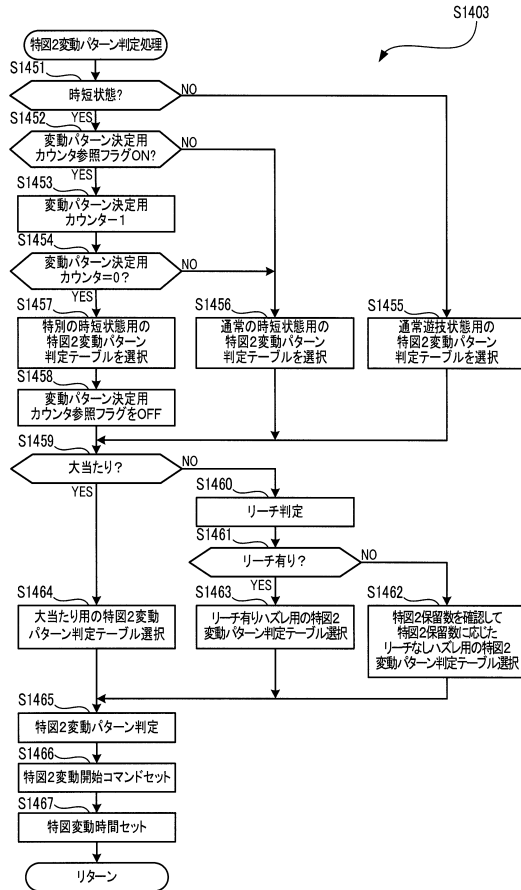 S1403
特図2変動パターン判定処理
S1451
時短状態?
NO
YES
S1452
変動パターン決定用
カウンタ参照フラグON?
NO
YES
S1453
変動パターン決定用
カウンター1
S1454
変動パターン決定用
カウンタ=0?
NO
YES
S1457
特別の時短状態用の
特図2変動パターン
判定テーブルを選択
S1456
通常の時短状態用の
特図2変動パターン
判定テーブルを選択
S1455
通常遊技状態用の
特図2変動パターン
判定テーブルを選択
S1458
変動パターン決定用
カウンタ参照フラグをOFF
S1459
大当たり?
NO
YES
S1460
リーチ判定
S1461
リーチ有り?
NO
YES
S1464
大当たり用の特図2変動
パターン判定テーブル選択
S1463
リーチ有りハズレ用の特図2
変動パターン判定テーブル選択
S1462
特図2保留数を確認して
特図2保留数に応じた
リーチなしハズレ用の特図2
変動パターン判定テーブル選択
S1465
特図2変動パターン判定
S1466
特図2変動開始コマンドセット
S1467
特図変動時間セット
リターン